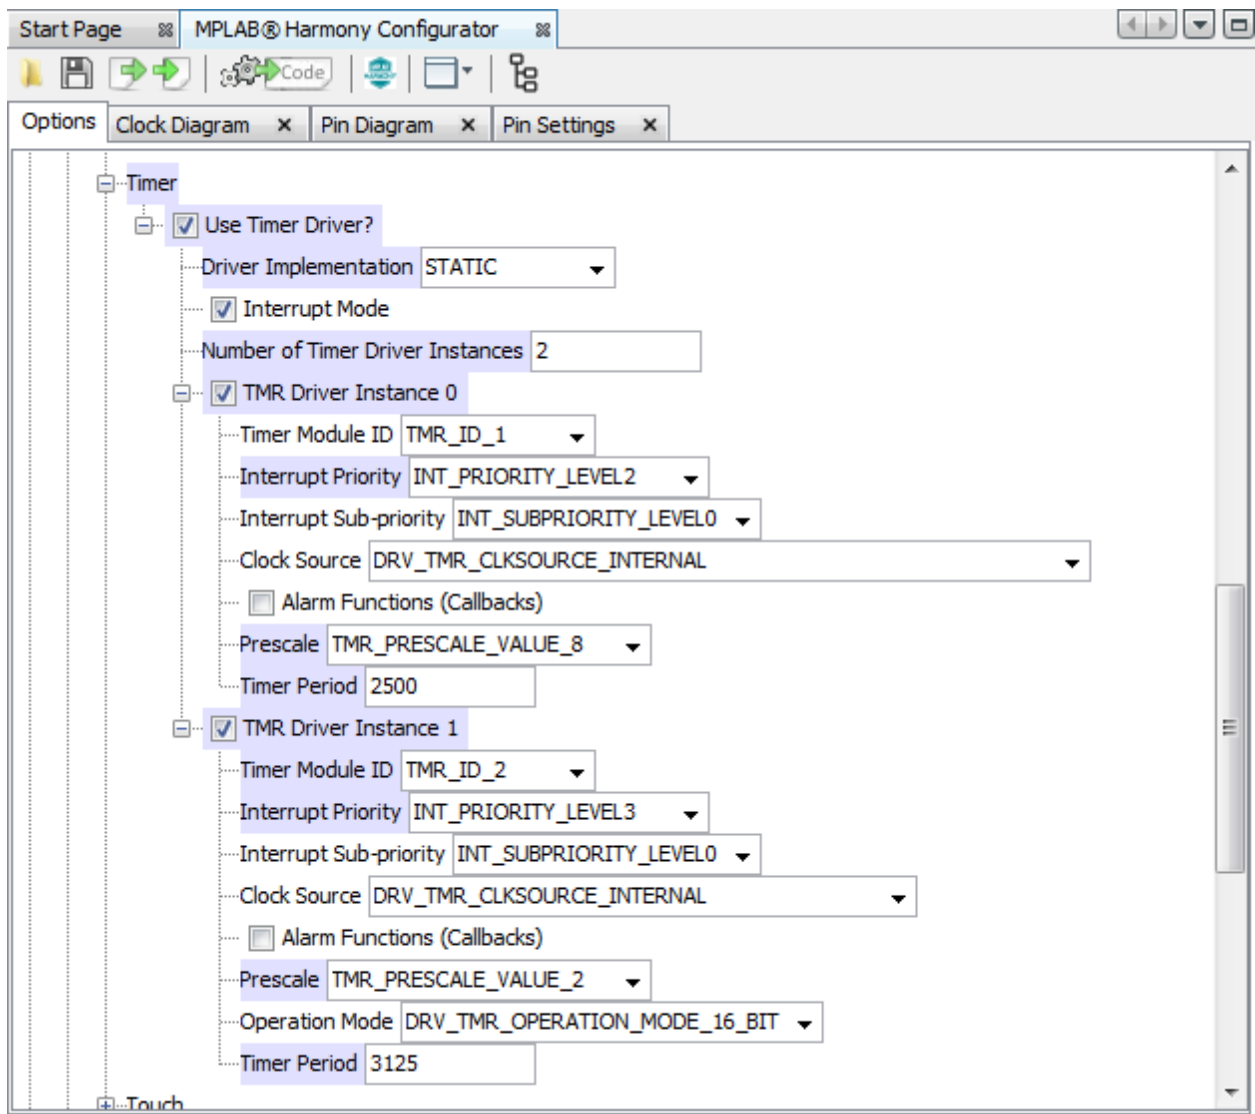 Start Page MPLAB® Harmony Configurator
Code
Options Clock Diagram Pin Diagram Pin Settings
Timer
Use Timer Driver?
Driver Implementation STATIC
Interrupt Mode
Number of Timer Driver Instances 2
TMR Driver Instance 0
Timer Module ID TMR_ID_1
Interrupt Priority INT_PRIORITY_LEVEL2
Interrupt Sub-priority INT_SUBPRIORITY_LEVEL0
Clock Source DRV_TMR_CLKSOURCE_INTERNAL
Alarm Functions (Callbacks)
Prescale TMR_PRESCALE_VALUE_8
Timer Period 2500
TMR Driver Instance 1
Timer Module ID TMR_ID_2
Interrupt Priority INT_PRIORITY_LEVEL3
Interrupt Sub-priority INT_SUBPRIORITY_LEVEL0
Clock Source DRV_TMR_CLKSOURCE_INTERNAL
Alarm Functions (Callbacks)
Prescale TMR_PRESCALE_VALUE_2
Operation Mode DRV_TMR_OPERATION_MODE_16_BIT
Timer Period 3125
Touch